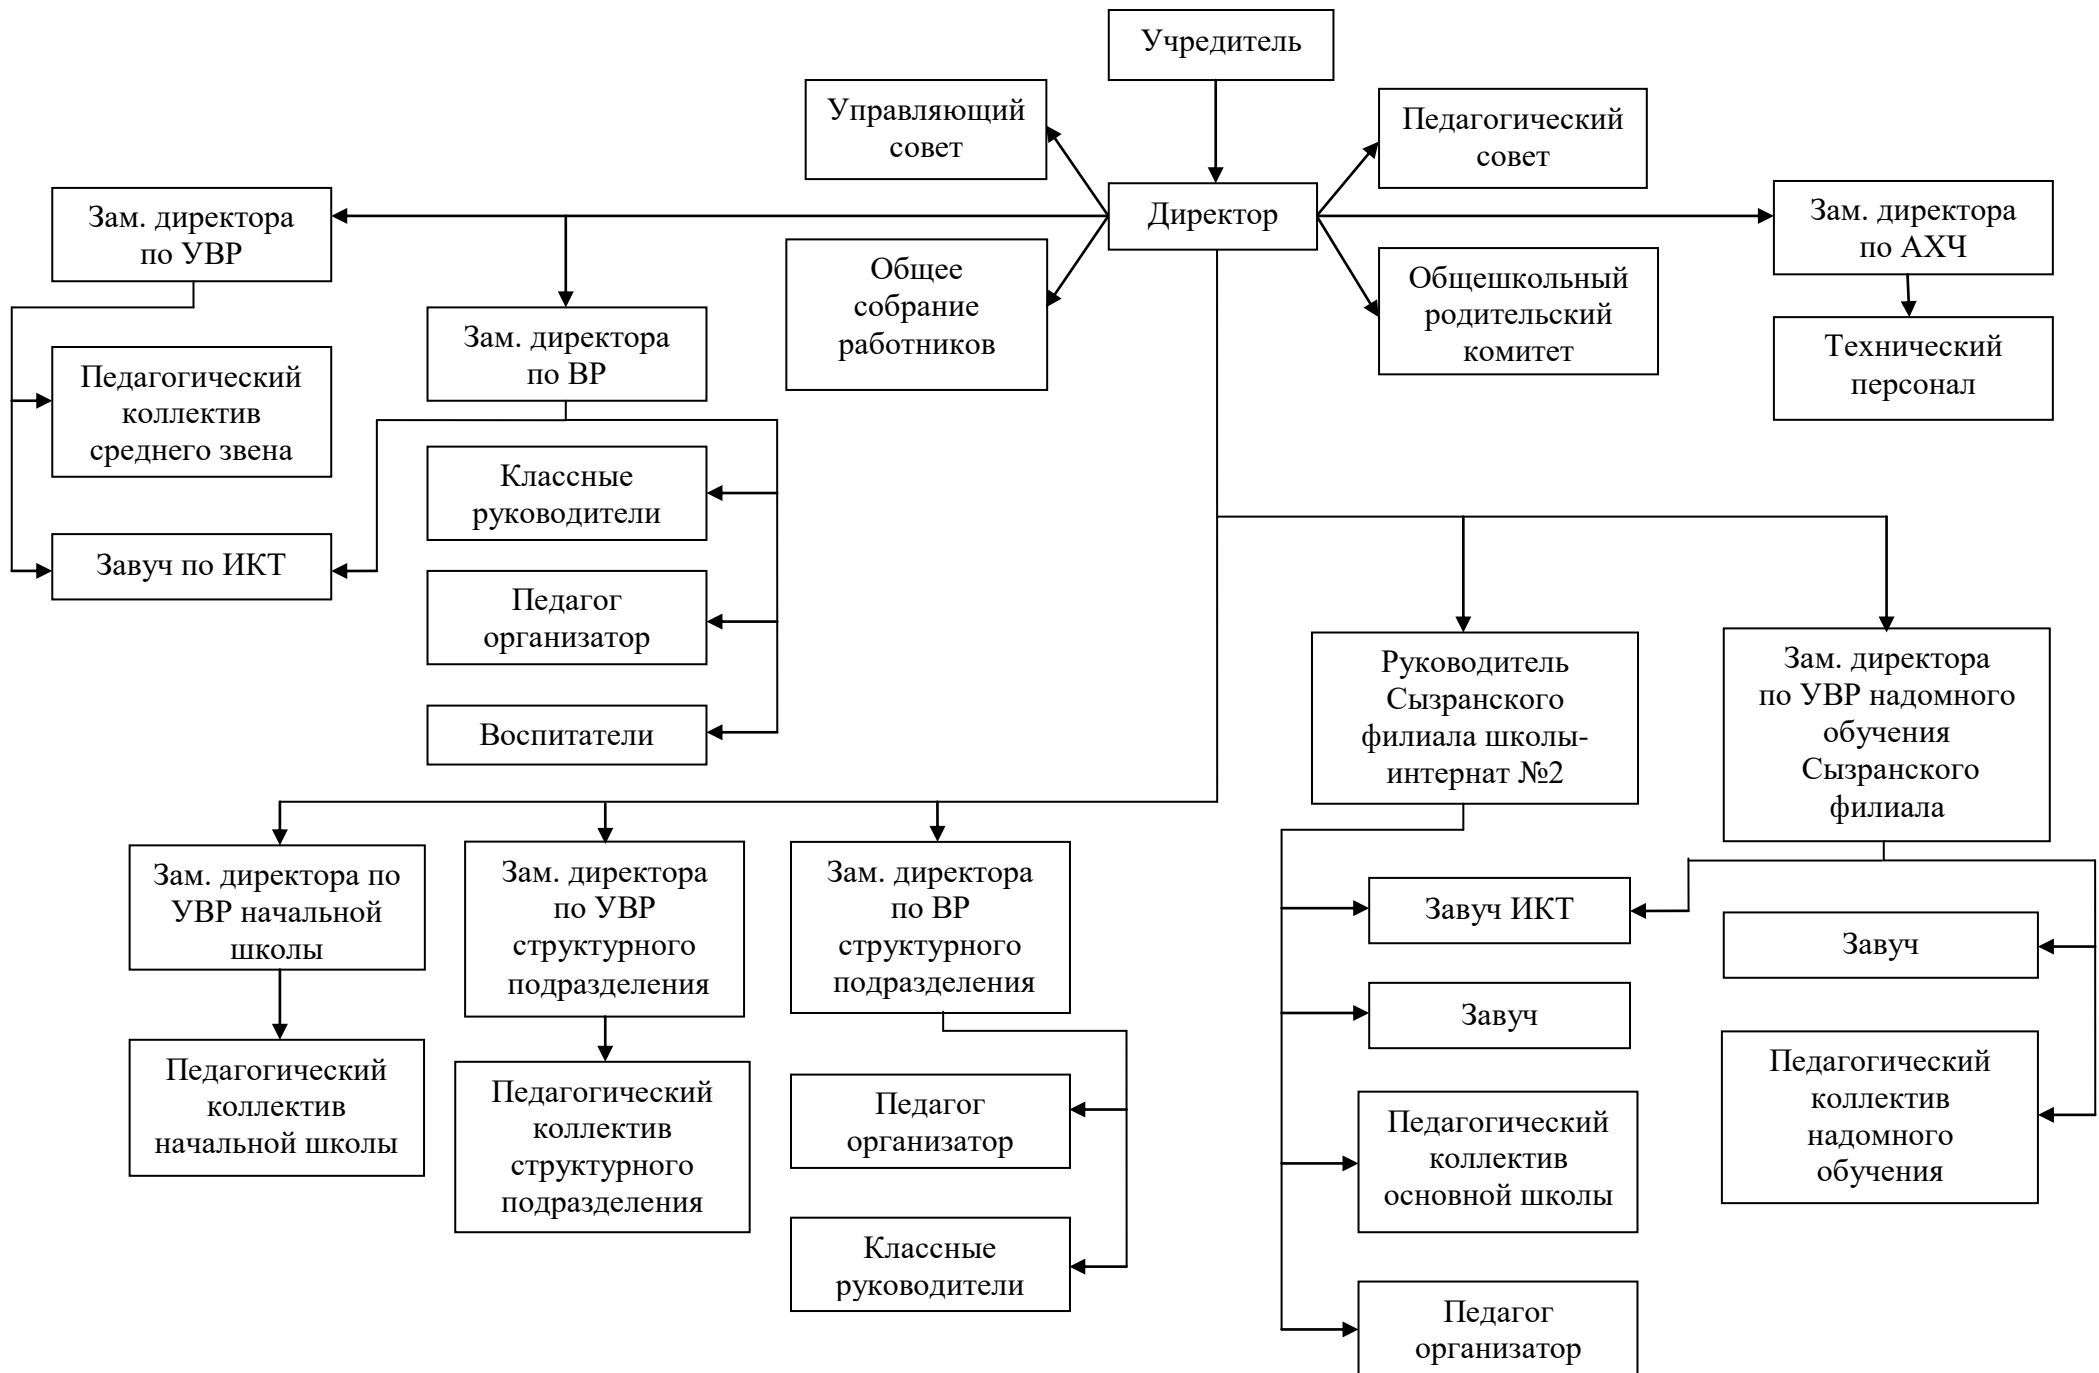 Учредитель
Управляющий
совет
Педагогический
совет
Зам. директора
по УВР
Директор
Зам. директора
по АХЧ
Общее
собрание
работников
Общешкольный
родительский
комитет
Зам. директора
по ВР
Технический
персонал
Педагогический
коллектив
среднего звена
Классные
руководители
Завуч по ИКТ
Педагог
организатор
Воспитатели
Руководитель
Сызранского
филиала школы-
интернат №2
Зам. директора
по УВР надомного
обучения
Сызранского
филиала
Зам. директора по
УВР начальной
школы
Зам. директора
по УВР
структурного
подразделения
Зам. директора
по ВР
структурного
подразделения
Завуч ИКТ
Завуч
Завуч
Педагогический
коллектив
начальной школы
Педагогический
коллектив
структурного
подразделения
Педагог
организатор
Классные
руководители
Педагогический
коллектив
основной школы
Педагогический
коллектив
надомного
обучения
Педагог
организатор